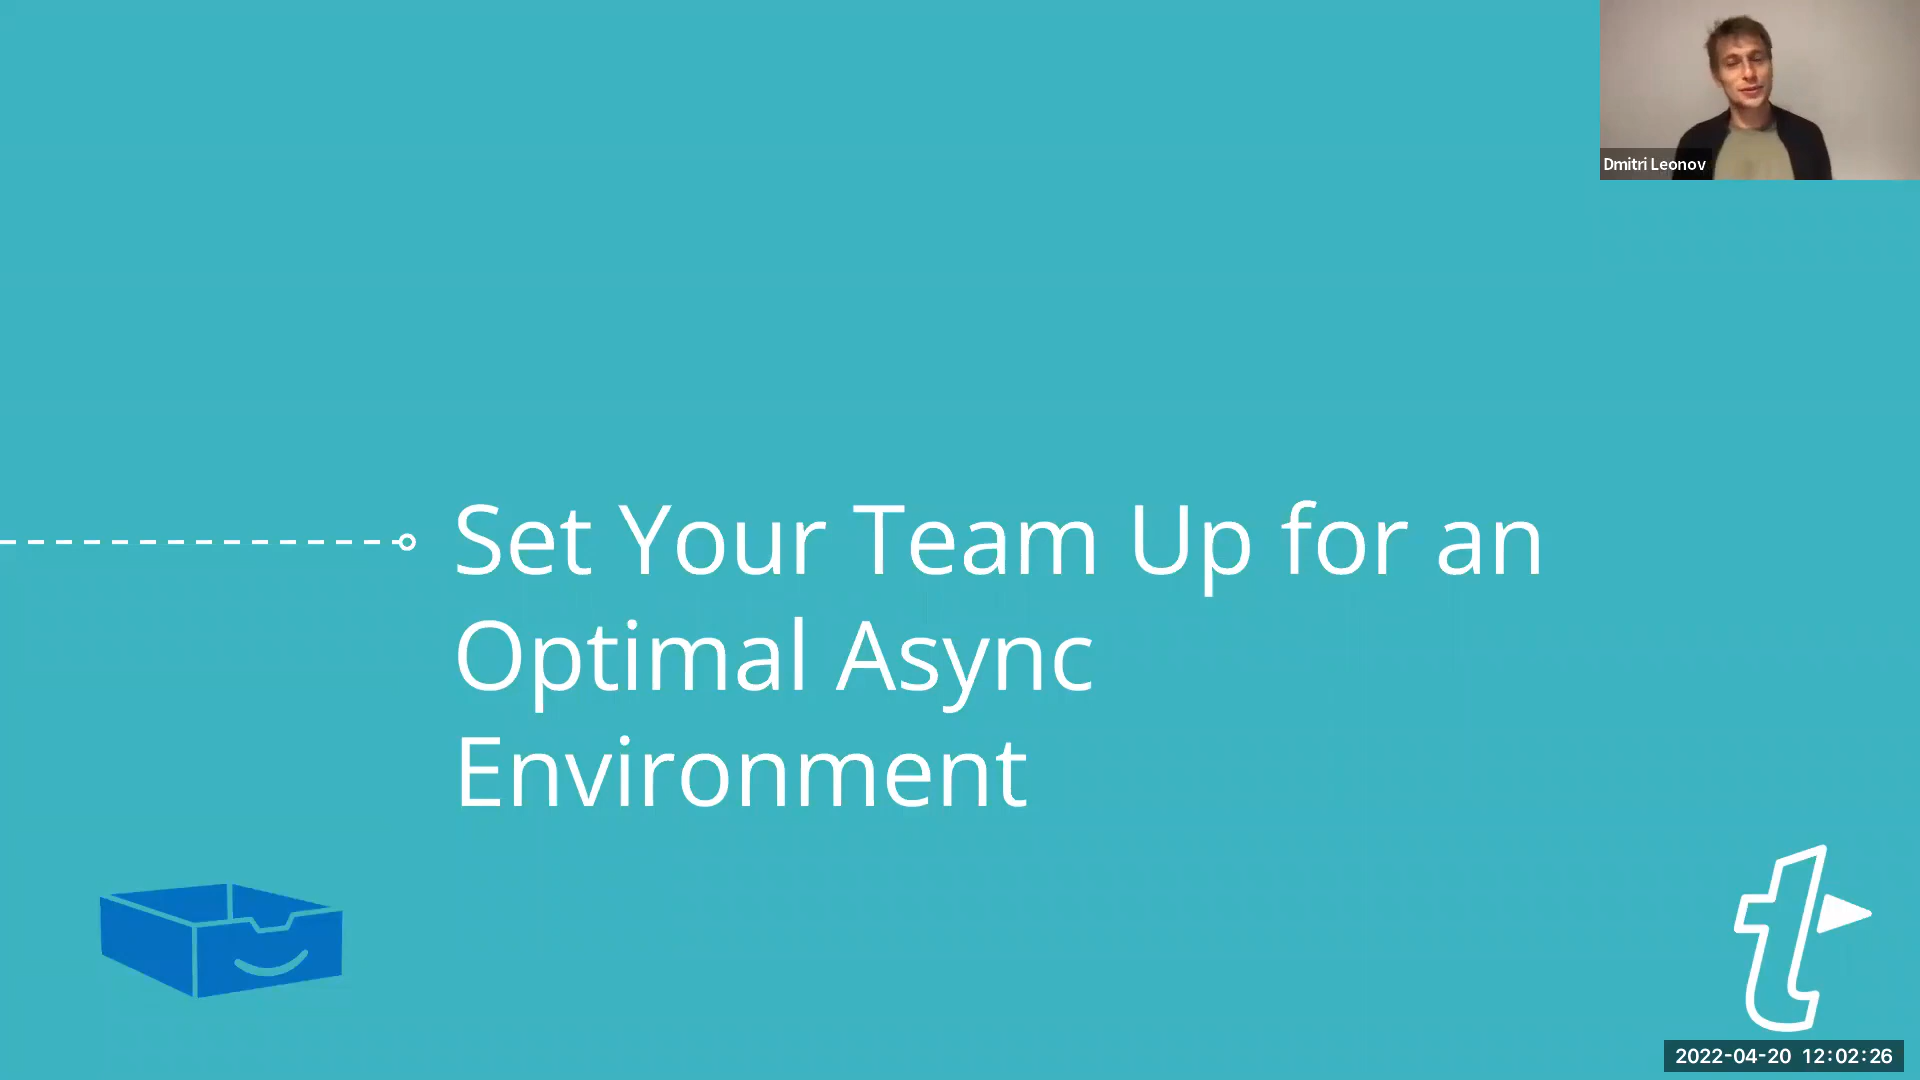 Dmitri Leonov
Set Your Team Up for an
Optimal Async
Environment
t
2022-04-20 12:02:26